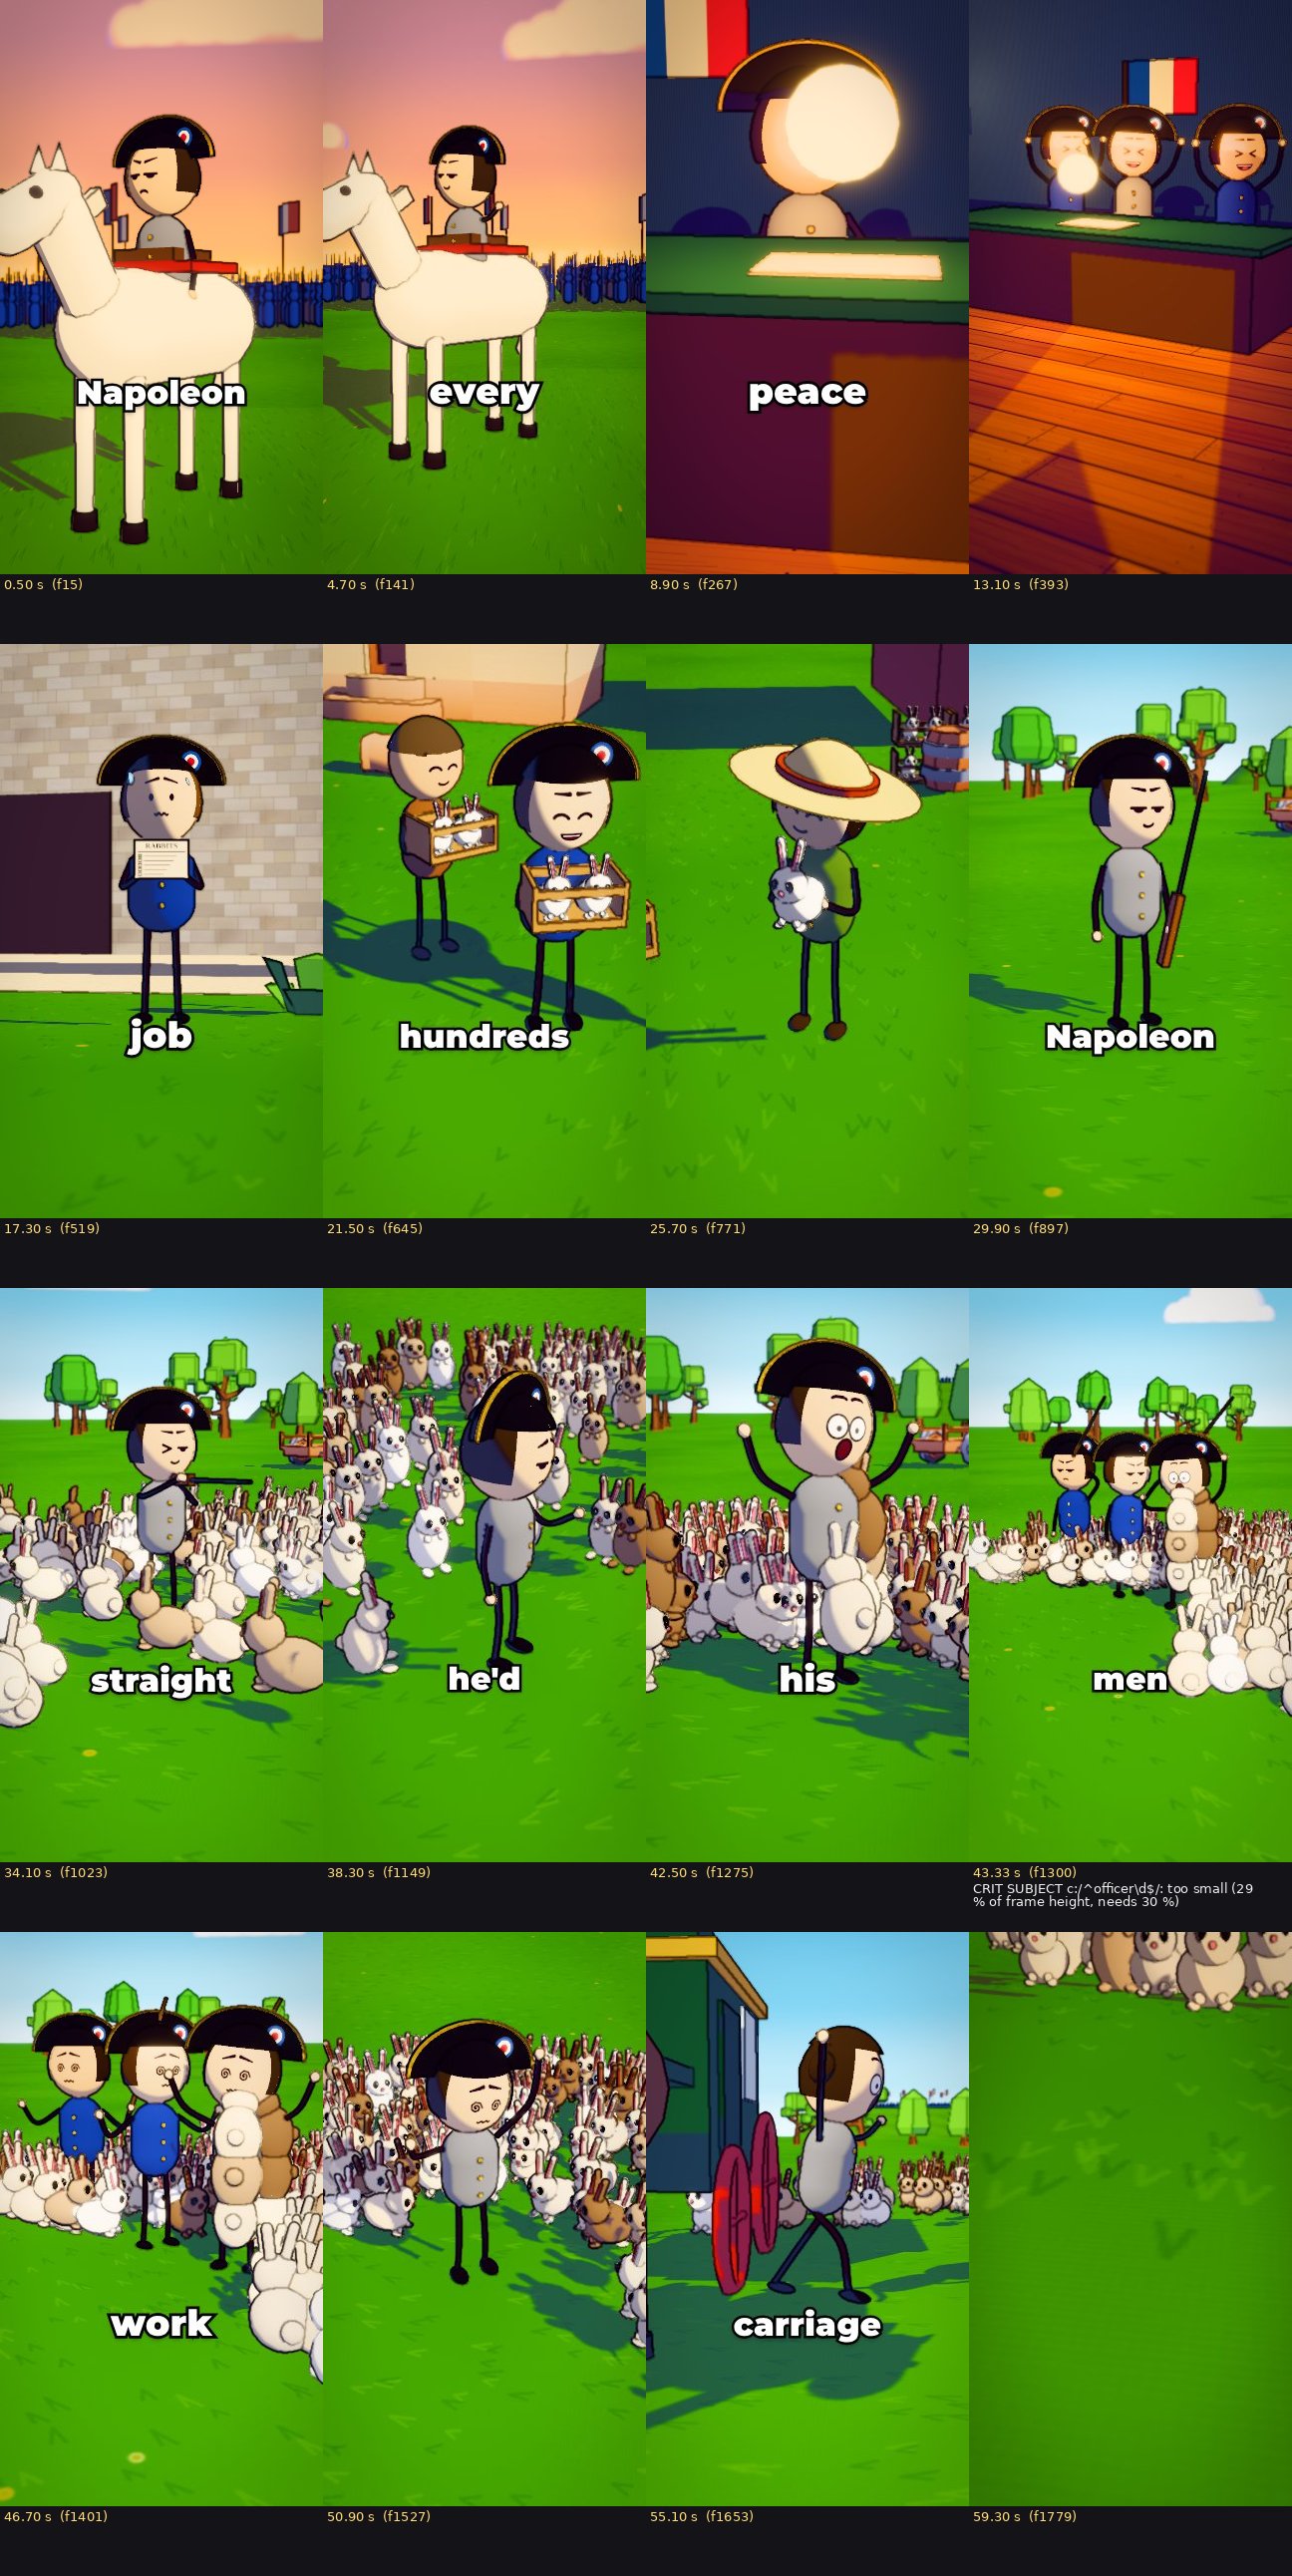 Napoleon
every
peace
0.50 s (f15)
4.70 s (f141)
8.90 s (f267)
13.10 s (f393)
RABBITS
job
hundreds
Napoleon
17.30 s (f519)
21.50 s (f645)
25.70 s (f771)
29.90 s (f897)
straight
he'd
his
men
34.10 s (f1023)
38.30 s (f1149)
42.50 s (f1275)
43.33 s (f1300)
CRIT SUBJECT c:/^officer\d$/: too small (29
% of frame height, needs 30 %)
work
carriage
46.70 s (f1401)
50.90 s (f1527)
55.10 s (f1653)
59.30 s (f1779)